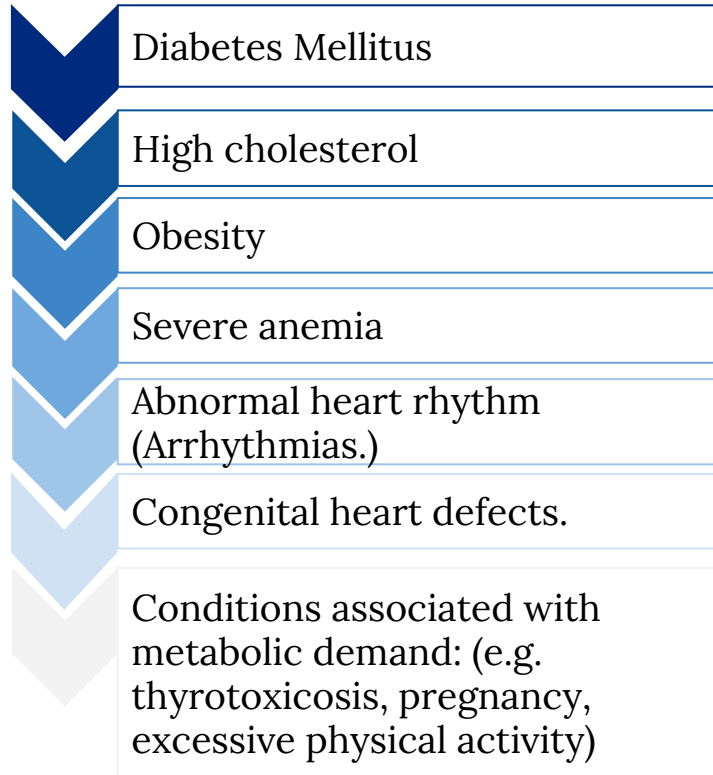 Diabetes Mellitus
High cholesterol
Obesity
Severe anemia
Abnormal heart rhythm
(Arrhythmias.)
Congenital heart defects.
Conditions associated with
metabolic demand: (e.g.
thyrotoxicosis, pregnancy,
excessive physical activity)